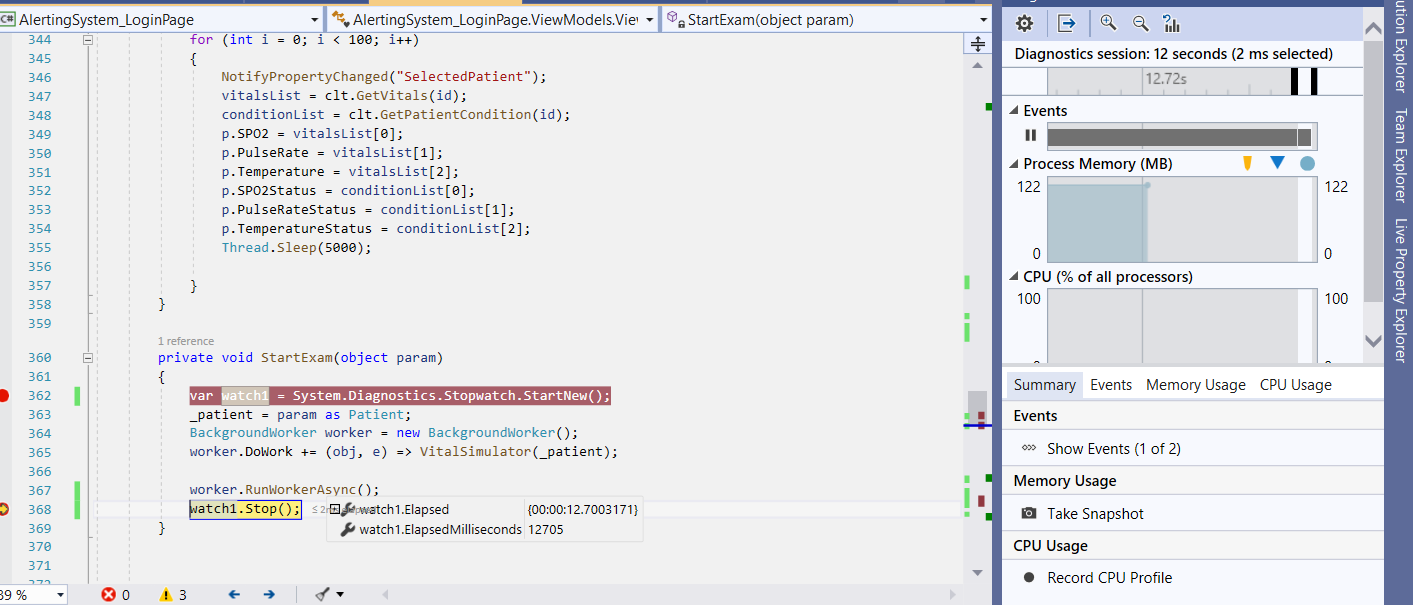 C# AlertingSystem_LoginPage
AlertingSystem_LoginPage.ViewModels.Viev
StartExam(object param)
344 for (int i = 0; i < 100; i++)
345 {
346 NotifyPropertyChanged("SelectedPatient");
347 vitalsList = clt.GetVitals(id);
348 conditionList = clt.GetPatientCondition(id);
349 p.SPO2 = vitalsList[0];
350 p.PulseRate = vitalsList[1];
351 p.Temperature = vitalsList[2];
352 p.SPO2Status = conditionList[0];
353 p.PulseRateStatus = conditionList[1];
354 p.TemperatureStatus = conditionList[2];
355 Thread.Sleep(5000);
356
357 }
358 }
359
1 reference
360 private void StartExam(object param)
361 {
362 var watch1 = System.Diagnostics.Stopwatch.StartNew();
363 _patient = param as Patient;
364 BackgroundWorker worker = new BackgroundWorker();
365 worker.DoWork += (obj, e) => VitalSimulator(_patient);
366
367 worker.RunWorkerAsync();
368 watch1.Stop();
watch1.Elapsed {00:00:12.7003171}
watch1.ElapsedMilliseconds 12705
369 }
370
371
372
39 %
0
3
Diagnostics session: 12 seconds (2 ms selected)
12.72s
Events
Process Memory (MB)
122 122
0 0
CPU (% of all processors)
100 100
Summary Events Memory Usage CPU Usage
Events
Show Events (1 of 2)
Memory Usage
Take Snapshot
CPU Usage
Record CPU Profile
ution Explorer
Team Explorer
Live Property Explorer